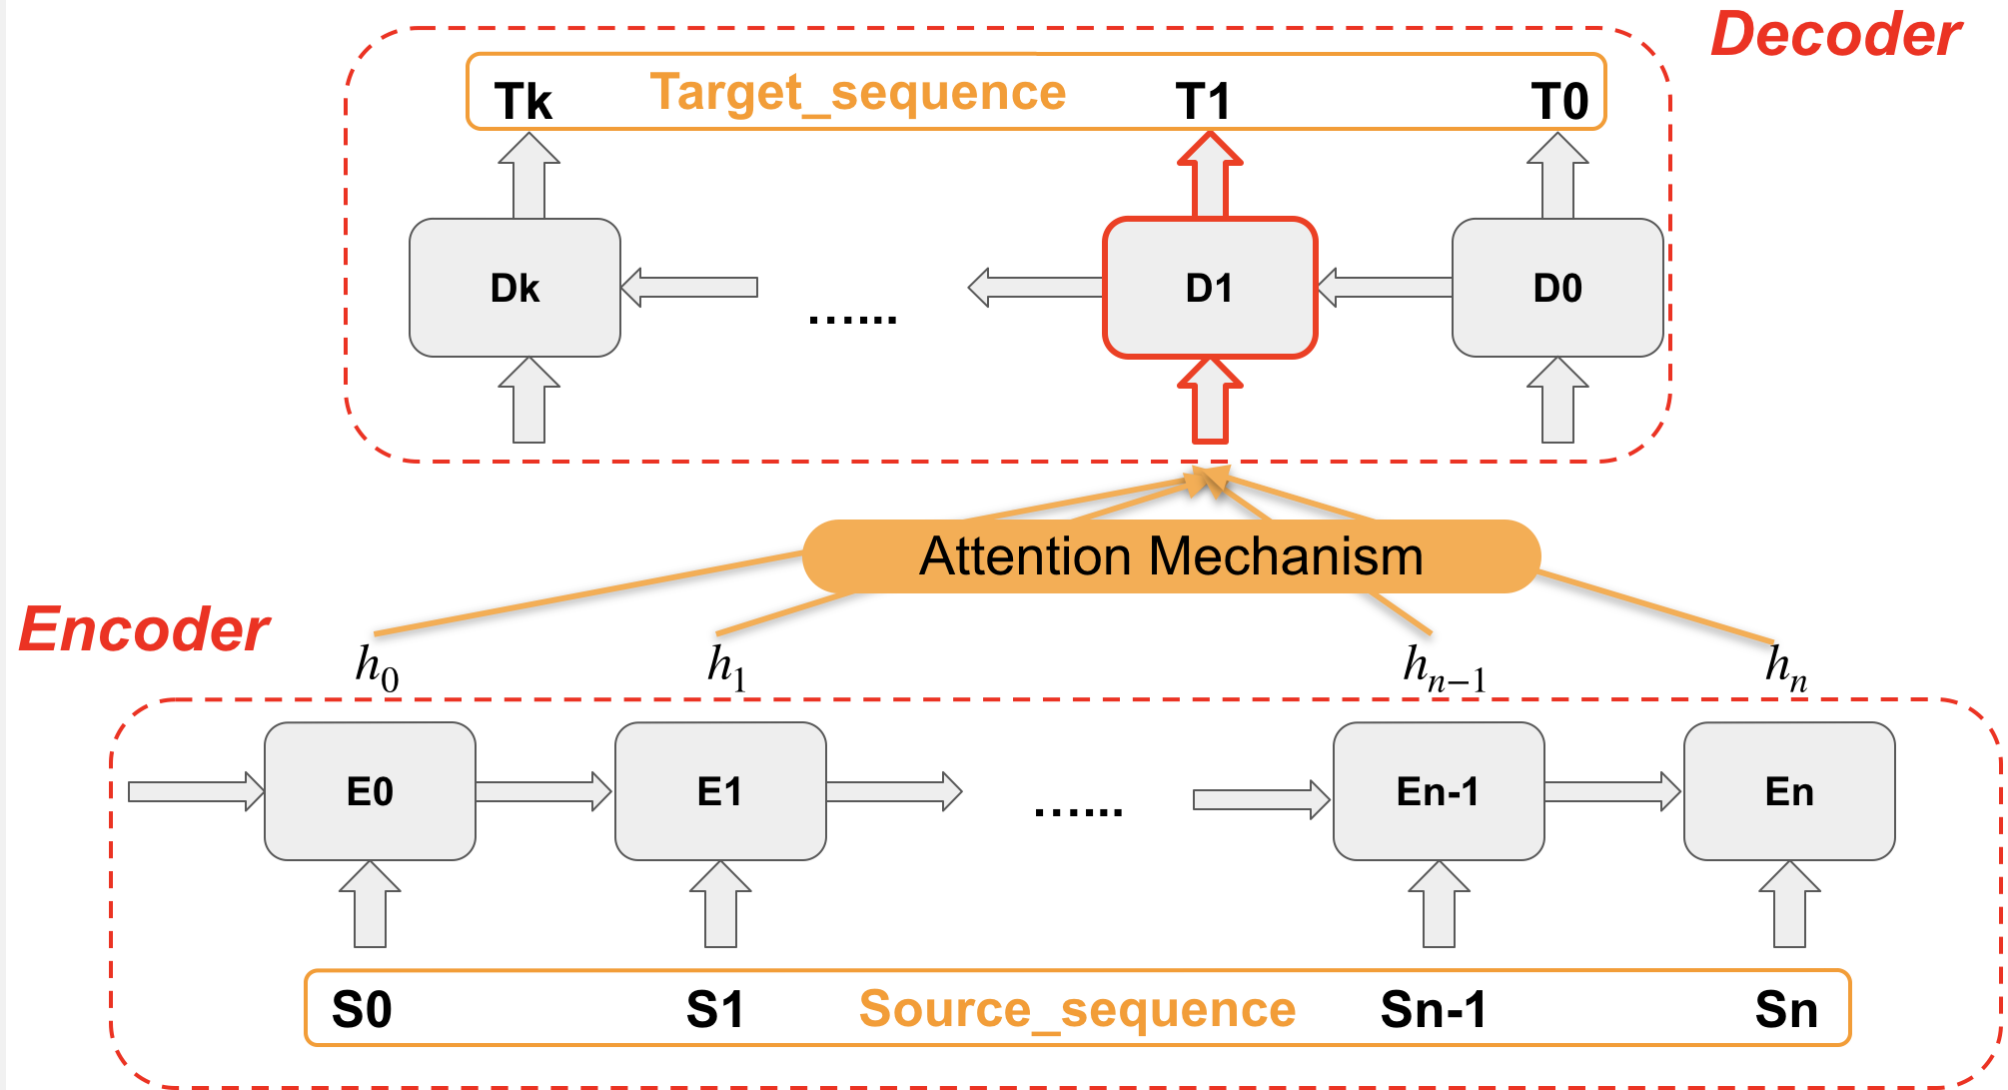 Decoder
Tk Target_sequence T1 T0
Dk …... D1 D0
Attention Mechanism
Encoder
h0 h1 hn−1 hn
E0 E1 …... En-1 En
S0 S1 Source_sequence Sn-1 Sn